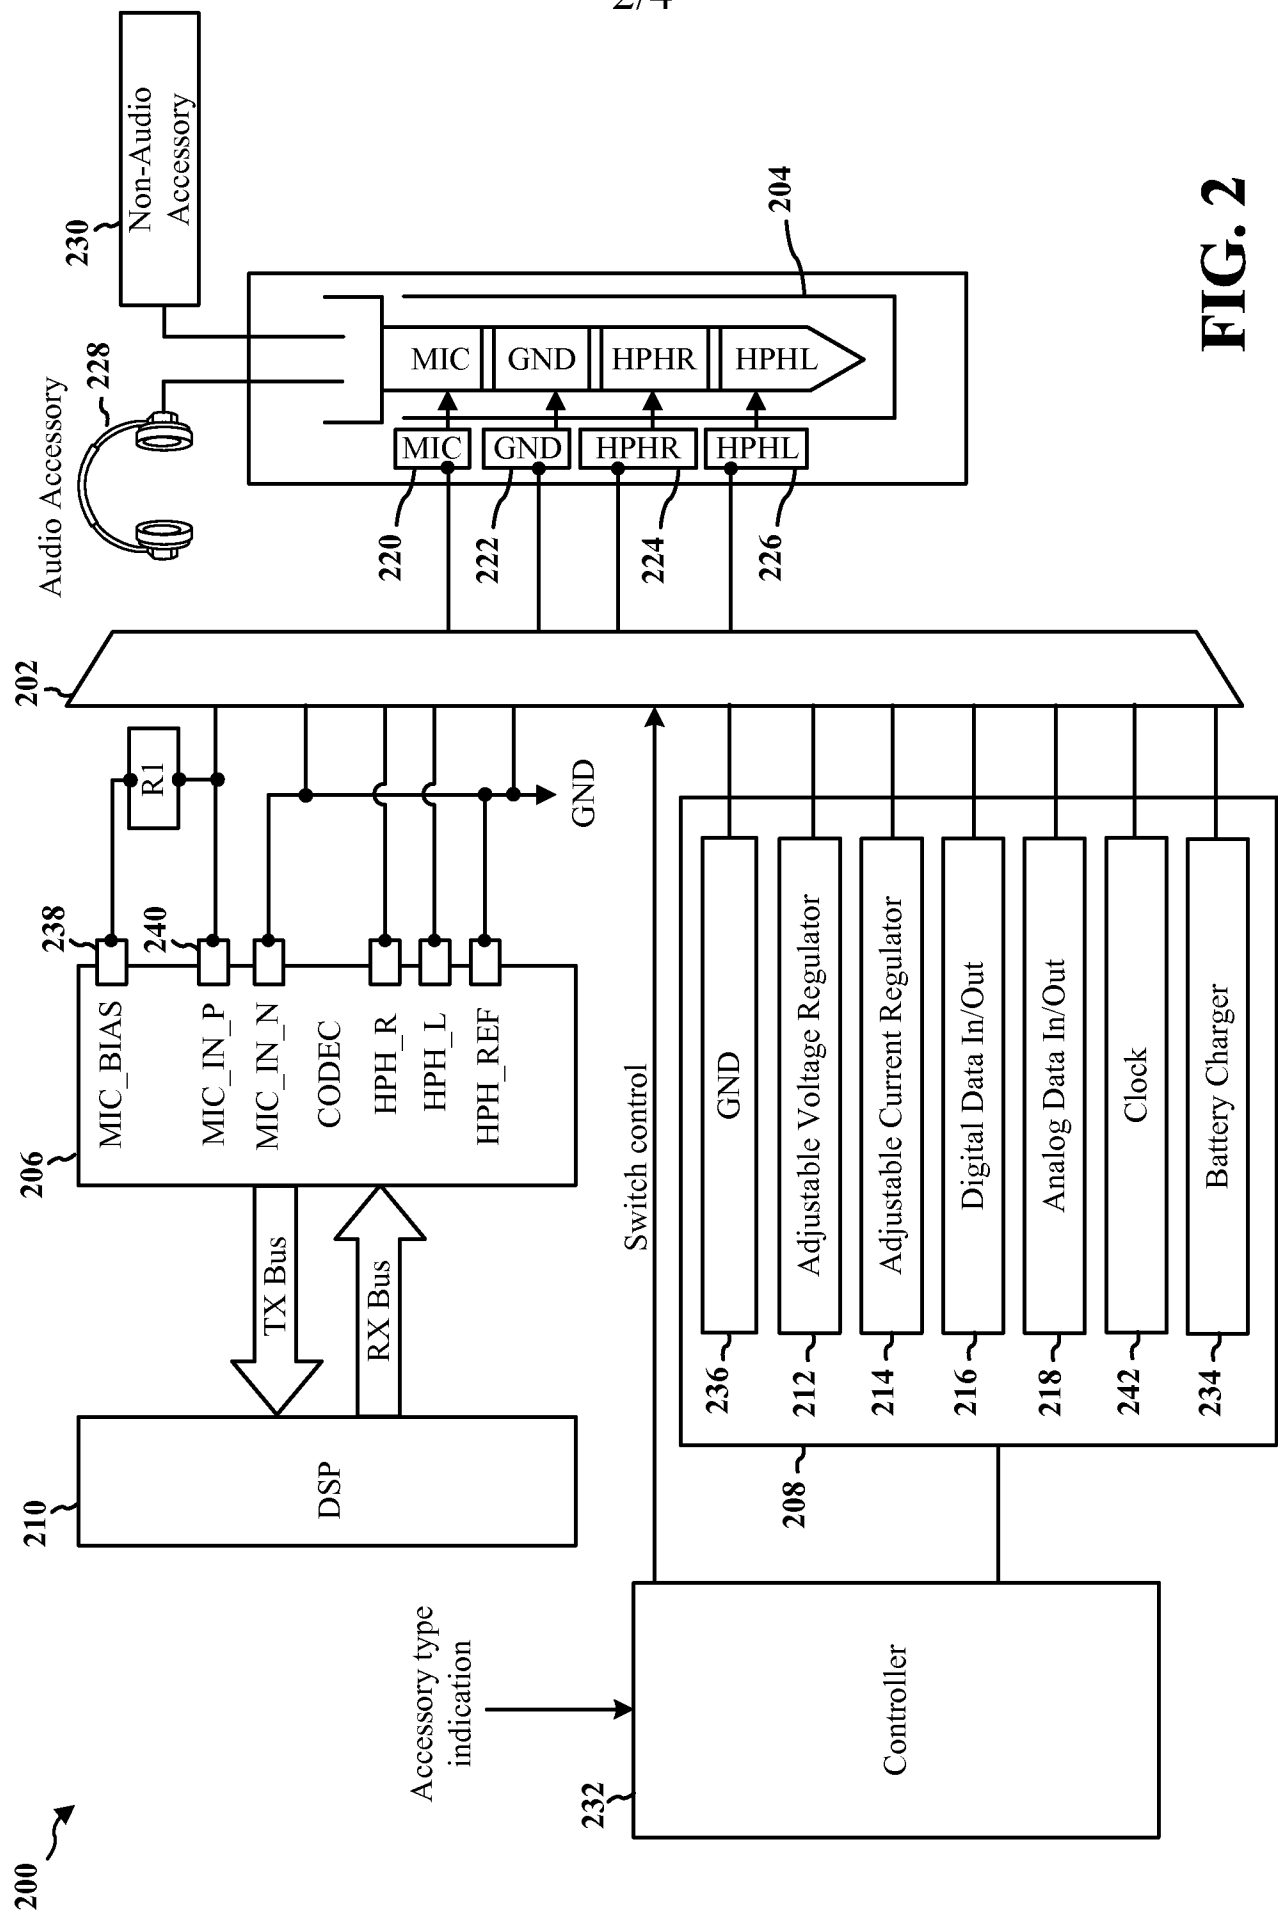 2/4
200
210
DSP
TX Bus
RX Bus
206
MIC_BIAS
MIC_IN_P
MIC_IN_N
CODEC
HPH_R
HPH_L
HPH_REF
238
240
R1
GND
202
Audio Accessory
228
230
Non-Audio
Accessory
220
222
224
226
MIC
GND
HPHR
HPHL
MIC
GND
HPHR
HPHL
204
Accessory type
indication
232
Controller
Switch control
208
236
GND
212
Adjustable Voltage Regulator
214
Adjustable Current Regulator
216
Digital Data In/Out
218
Analog Data In/Out
242
Clock
234
Battery Charger
FIG. 2